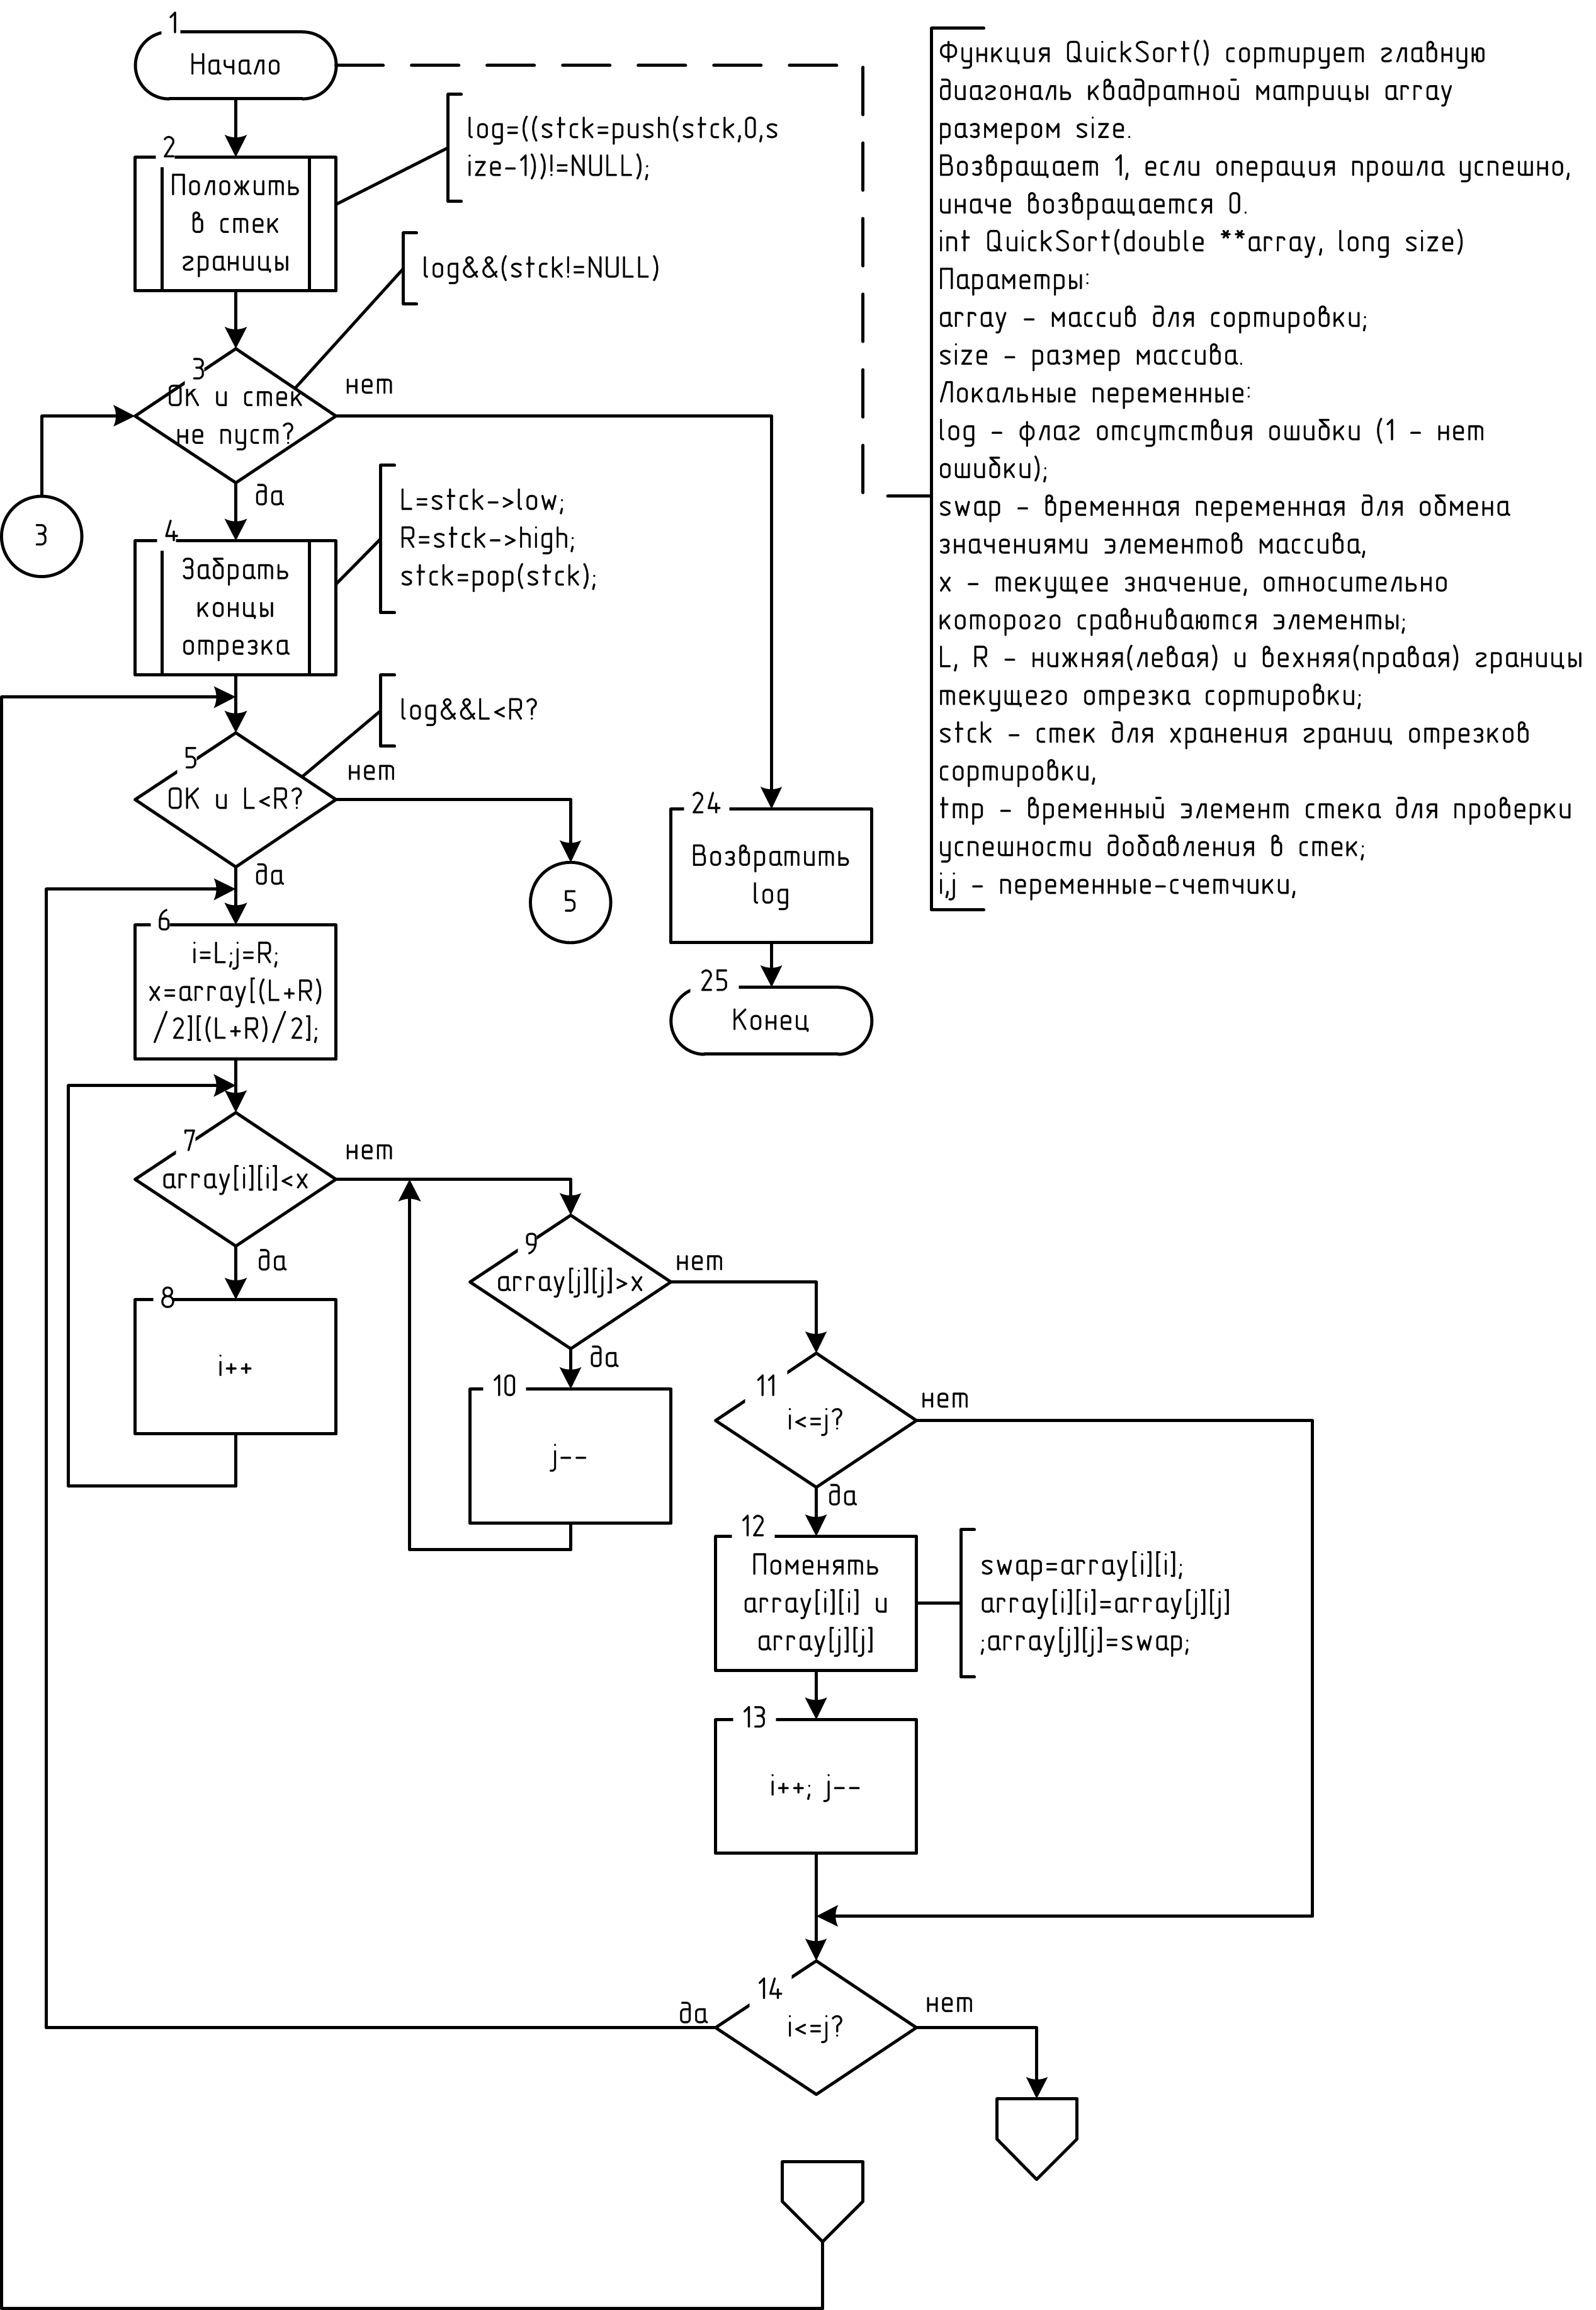 1
Начало
Функция QuickSort() сортирует главную
диагональ квадратной матрицы array
размером size.
Возвращает 1, если операция прошла успешно,
иначе возвращается 0.
int QuickSort(double **array, long size)
Параметры:
array - массив для сортировки;
size - размер массива.
Локальные переменные:
log - флаг отсутствия ошибки (1 - нет
ошибки);
swap - временная переменная для обмена
значениями элементов массива,
x - текущее значение, относительно
которого сравниваются элементы;
L, R - нижняя(левая) и вехняя(правая) границы
текущего отрезка сортировки;
stck - стек для хранения границ отрезков
сортировки,
tmp - временный элемент стека для проверки
успешности добавления в стек;
i,j - переменные-счетчики,
2
Положить
в стек
границы
log=((stck=push(stck,0,s
ize-1))!=NULL);
log&&(stck!=NULL)
3
ОК и стек
не пуст?
нет
да
3
4
Забрать
концы
отрезка
L=stck->low;
R=stck->high;
stck=pop(stck);
log&&L<R?
5
ОК и L<R?
нет
да
5
24
Возвратить
log
25
Конец
6
i=L;j=R;
x=array[(L+R)
/2][(L+R)/2];
7
array[i][i]<x
нет
да
8
i++
9
array[j][j]>x
нет
да
10
j--
11
i<=j?
нет
да
12
Поменять
array[i][i] и
array[j][j]
swap=array[i][i];
array[i][i]=array[j][j]
;array[j][j]=swap;
13
i++; j--
14
i<=j?
да
нет